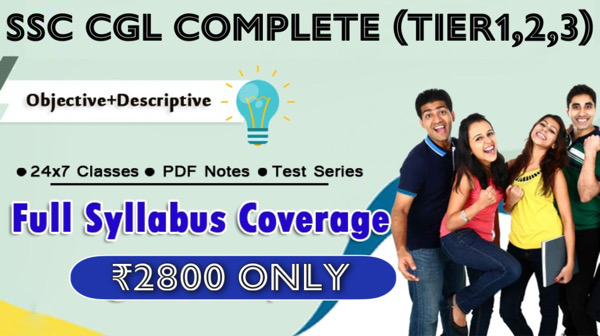 SSC CGL COMPLETE (TIER1,2,3)
Objective+Descriptive
● 24x7 Classes ● PDF Notes ● Test Series
Full Syllabus Coverage
₹2800 ONLY